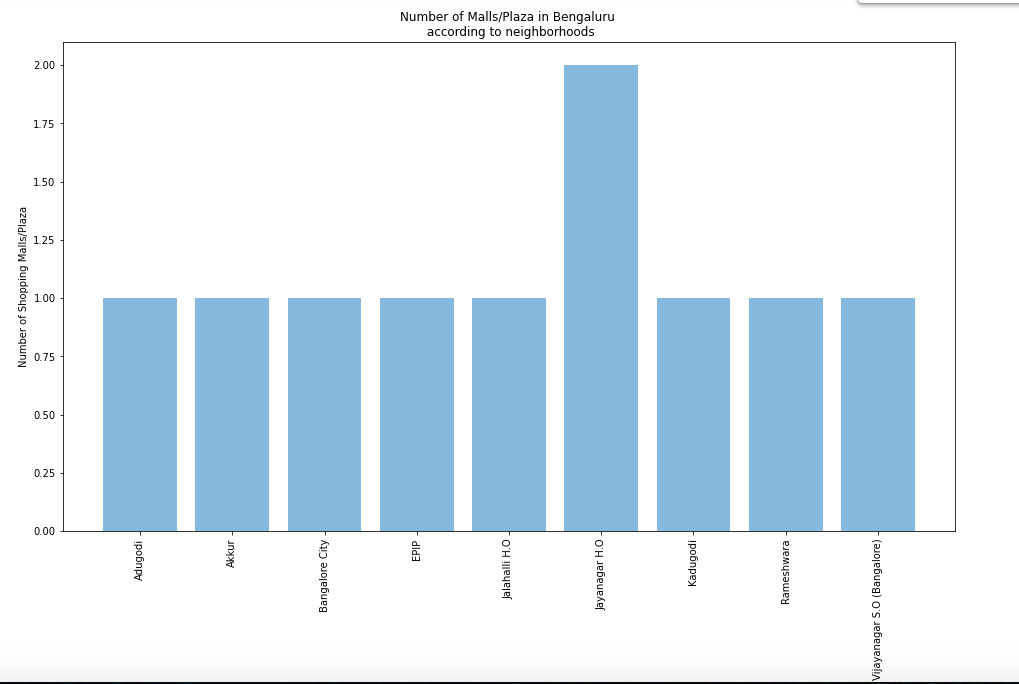 Number of Malls/Plaza in Bengaluru
according to neighborhoods
Number of Shopping Malls/Plaza
2.00
1.75
1.50
1.25
1.00
0.75
0.50
0.25
0.00
Adugodi
Akkur
Bangalore City
EPIP
Jalahalli H.O
Jayanagar H.O
Kadugodi
Rameshwara
Vijayanagar S.O (Bangalore)